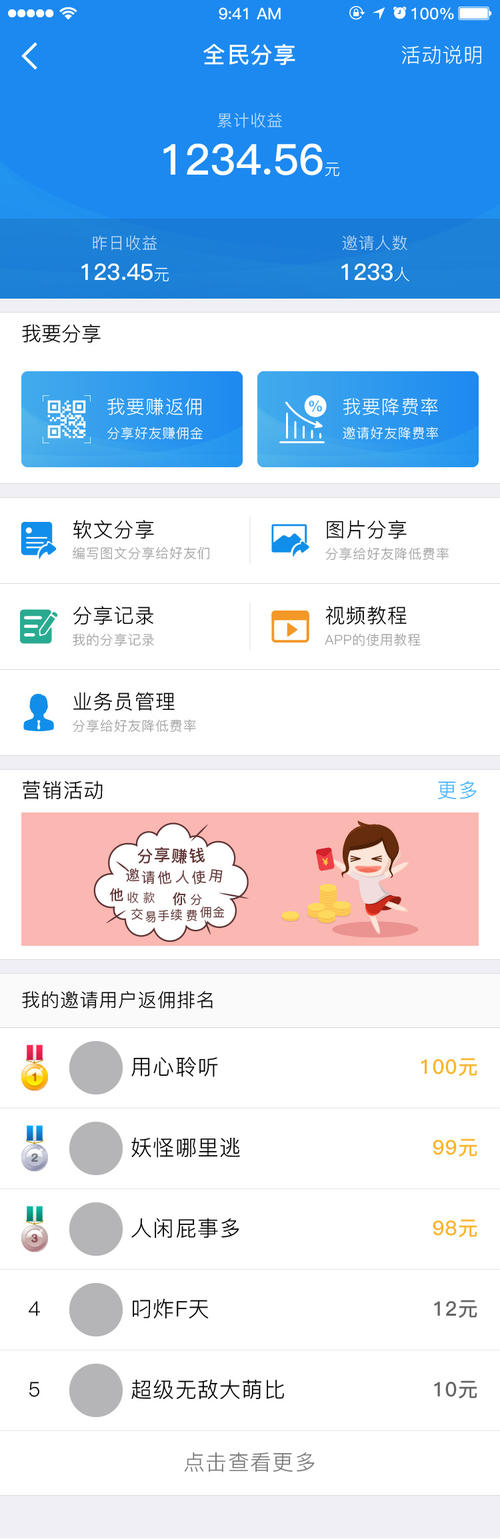 9:41 AM
100%
全民分享
活动说明
累计收益
1234.56元
昨日收益
邀请人数
123.45元
1233人
我要分享
我要赚返佣
分享好友赚佣金
%
我要降费率
邀请好友降费率
软文分享
编写图文分享给好友们
图片分享
分享给好友降低费率
分享记录
我的分享记录
视频教程
APP的使用教程
业务员管理
分享给好友降低费率
营销活动
更多
分享赚钱
邀请他人使用
他收款 你分
交易手续费佣金
¥
我的邀请用户返佣排名
1
用心聆听
100元
2
妖怪哪里逃
99元
3
人闲屁事多
98元
4
叼炸F天
12元
5
超级无敌大萌比
10元
点击查看更多